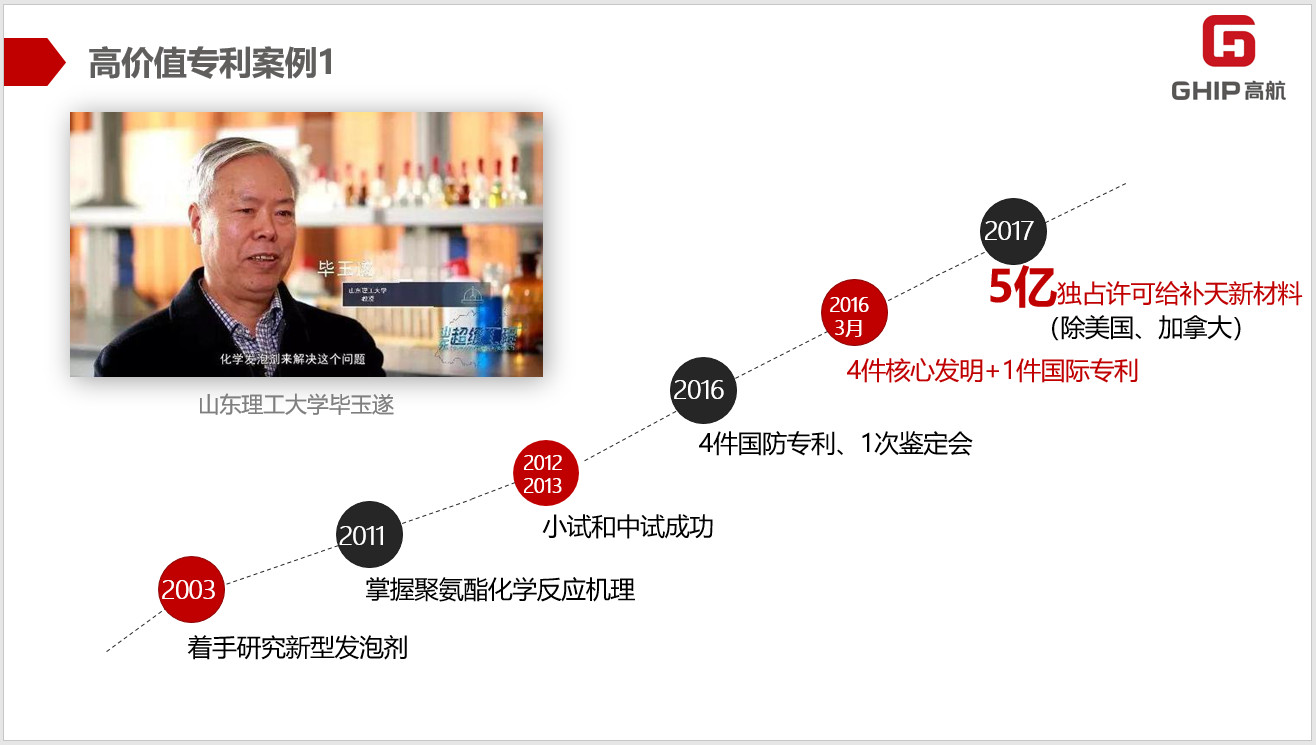 高价值专利案例1
GHIP高航
毕玉
山东理工大学
教授
超级
化学发泡剂来解决这个问题
山东理工大学毕玉遂
2017
5亿独占许可给补天新材料
（除美国、加拿大）
2016
3月
4件核心发明+1件国际专利
2016
4件国防专利、1次鉴定会
2012
2013
小试和中试成功
2011
掌握聚氨酯化学反应机理
2003
着手研究新型发泡剂